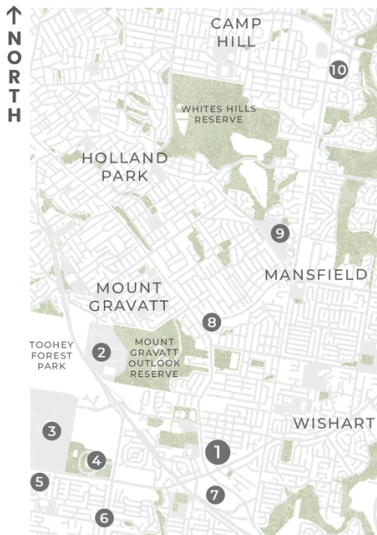 ↑ NORTH
CAMP
HILL
10
WHITES HILLS
RESERVE
HOLLAND
PARK
9
MANSFIELD
MOUNT
GRAVATT
8
TOOHEY
FOREST
PARK
2
MOUNT
GRAVATT
OUTLOOK
RESERVE
3
WISHART
4
1
5
7
6